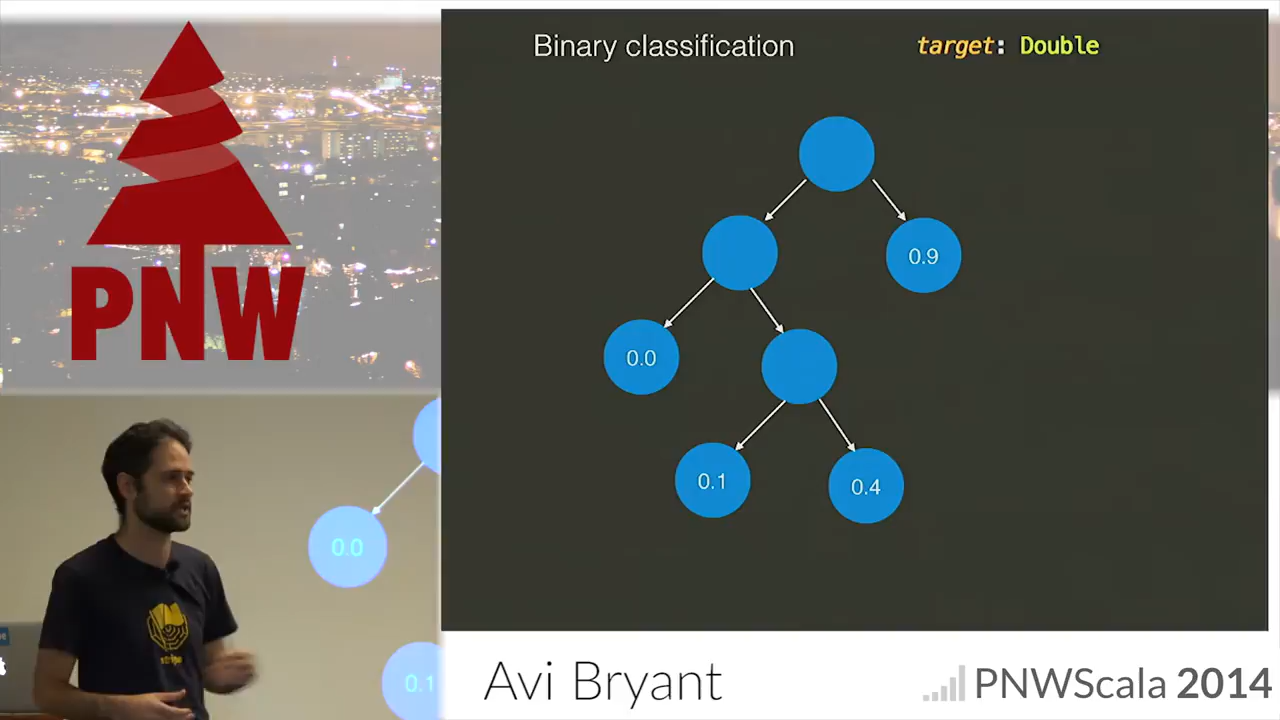 PNW
Binary classification
target: Double
0.9
0.0
0.1
0.4
0.0
0.1
Avi Bryant
PNWScala 2014